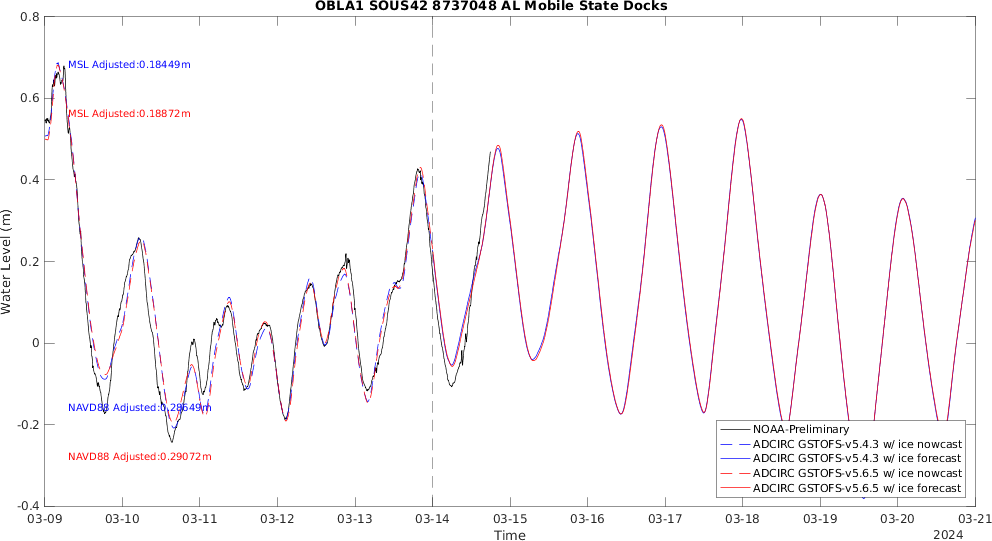 OBLA1 SOUS42 8737048 AL Mobile State Docks
0.8
0.6
0.4
0.2
0
-0.2
-0.4
Water Level (m)
MSL Adjusted:0.18449m
MSL Adjusted:0.18872m
NAVD88 Adjusted:0.28649m
NAVD88 Adjusted:0.29072m
NOAA-Preliminary
ADCIRC GSTOFS-v5.4.3 w/ ice nowcast
ADCIRC GSTOFS-v5.4.3 w/ ice forecast
ADCIRC GSTOFS-v5.6.5 w/ ice nowcast
ADCIRC GSTOFS-v5.6.5 w/ ice forecast
03-09 03-10 03-11 03-12 03-13 03-14 03-15 03-16 03-17 03-18 03-19 03-20 03-21
Time
2024